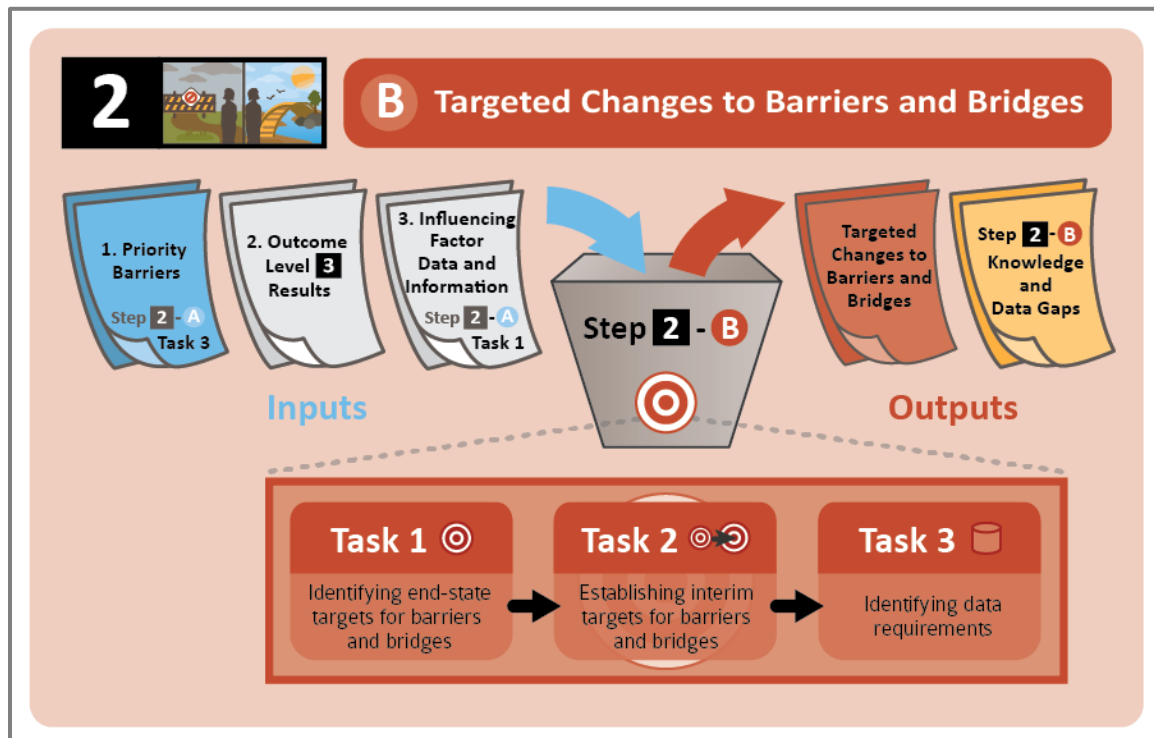 2
B Targeted Changes to Barriers and Bridges
1. Priority
Barriers
Step 2-A
Task 3
2. Outcome
Level 3
Results
3. Influencing
Factor
Data and
Information
Step 2-A
Task 1
Step 2 - B
Targeted
Changes to
Barriers and
Bridges
Step 2-B
Knowledge
and
Data Gaps
Inputs
Outputs
Task 1
Identifying end-state
targets for barriers
and bridges
Task 2
Establishing interim
targets for barriers
and bridges
Task 3
Identifying data
requirements